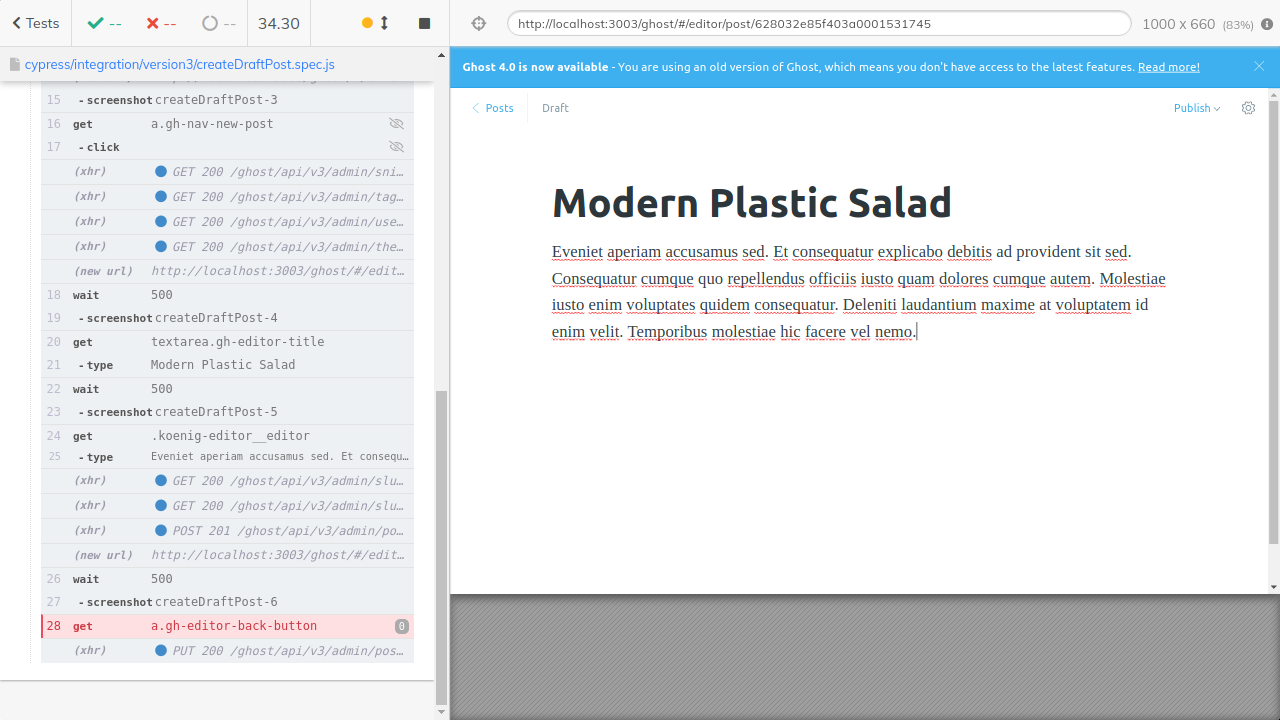 Tests
--
--
--
34.30
http://localhost:3003/ghost/#/editor/post/628032e85f403a0001531745
1000 x 660 (83%)
cypress/integration/version3/createDraftPost.spec.js
15 - screenshot createDraftPost-3
16 get a.gh-nav-new-post
17 - click
(xhr) GET 200 /ghost/api/v3/admin/sni…
(xhr) GET 200 /ghost/api/v3/admin/tag…
(xhr) GET 200 /ghost/api/v3/admin/use…
(xhr) GET 200 /ghost/api/v3/admin/the…
(new url) http://localhost:3003/ghost/#/edit…
18 wait 500
19 - screenshot createDraftPost-4
20 get textarea.gh-editor-title
21 - type Modern Plastic Salad
22 wait 500
23 - screenshot createDraftPost-5
24 get .koenig-editor__editor
25 - type Eveniet aperiam accusamus sed. Et consequ…
(xhr) GET 200 /ghost/api/v3/admin/slu…
(xhr) GET 200 /ghost/api/v3/admin/slu…
(xhr) POST 201 /ghost/api/v3/admin/po…
(new url) http://localhost:3003/ghost/#/edit…
26 wait 500
27 - screenshot createDraftPost-6
28 get a.gh-editor-back-button 0
(xhr) PUT 200 /ghost/api/v3/admin/pos…
Ghost 4.0 is now available - You are using an old version of Ghost, which means you don't have access to the latest features. Read more!
Posts
Draft
Publish
Modern Plastic Salad
Eveniet aperiam accusamus sed. Et consequatur explicabo debitis ad provident sit sed.
Consequatur cumque quo repellendus officiis iusto quam dolores cumque autem. Molestiae
iusto enim voluptates quidem consequatur. Deleniti laudantium maxime at voluptatem id
enim velit. Temporibus molestiae hic facere vel nemo.